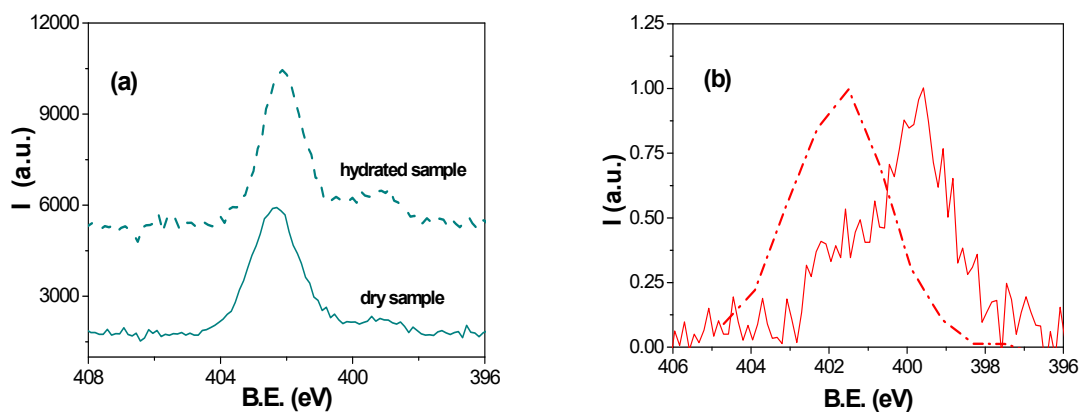 12000
9000
6000
3000
I (a.u.)
(a)
hydrated sample
dry sample
408 404 400 396
B.E. (eV)
1.25
1.00
0.75
0.50
0.25
0.00
I (a.u.)
(b)
406 404 402 400 398 396
B.E. (eV)